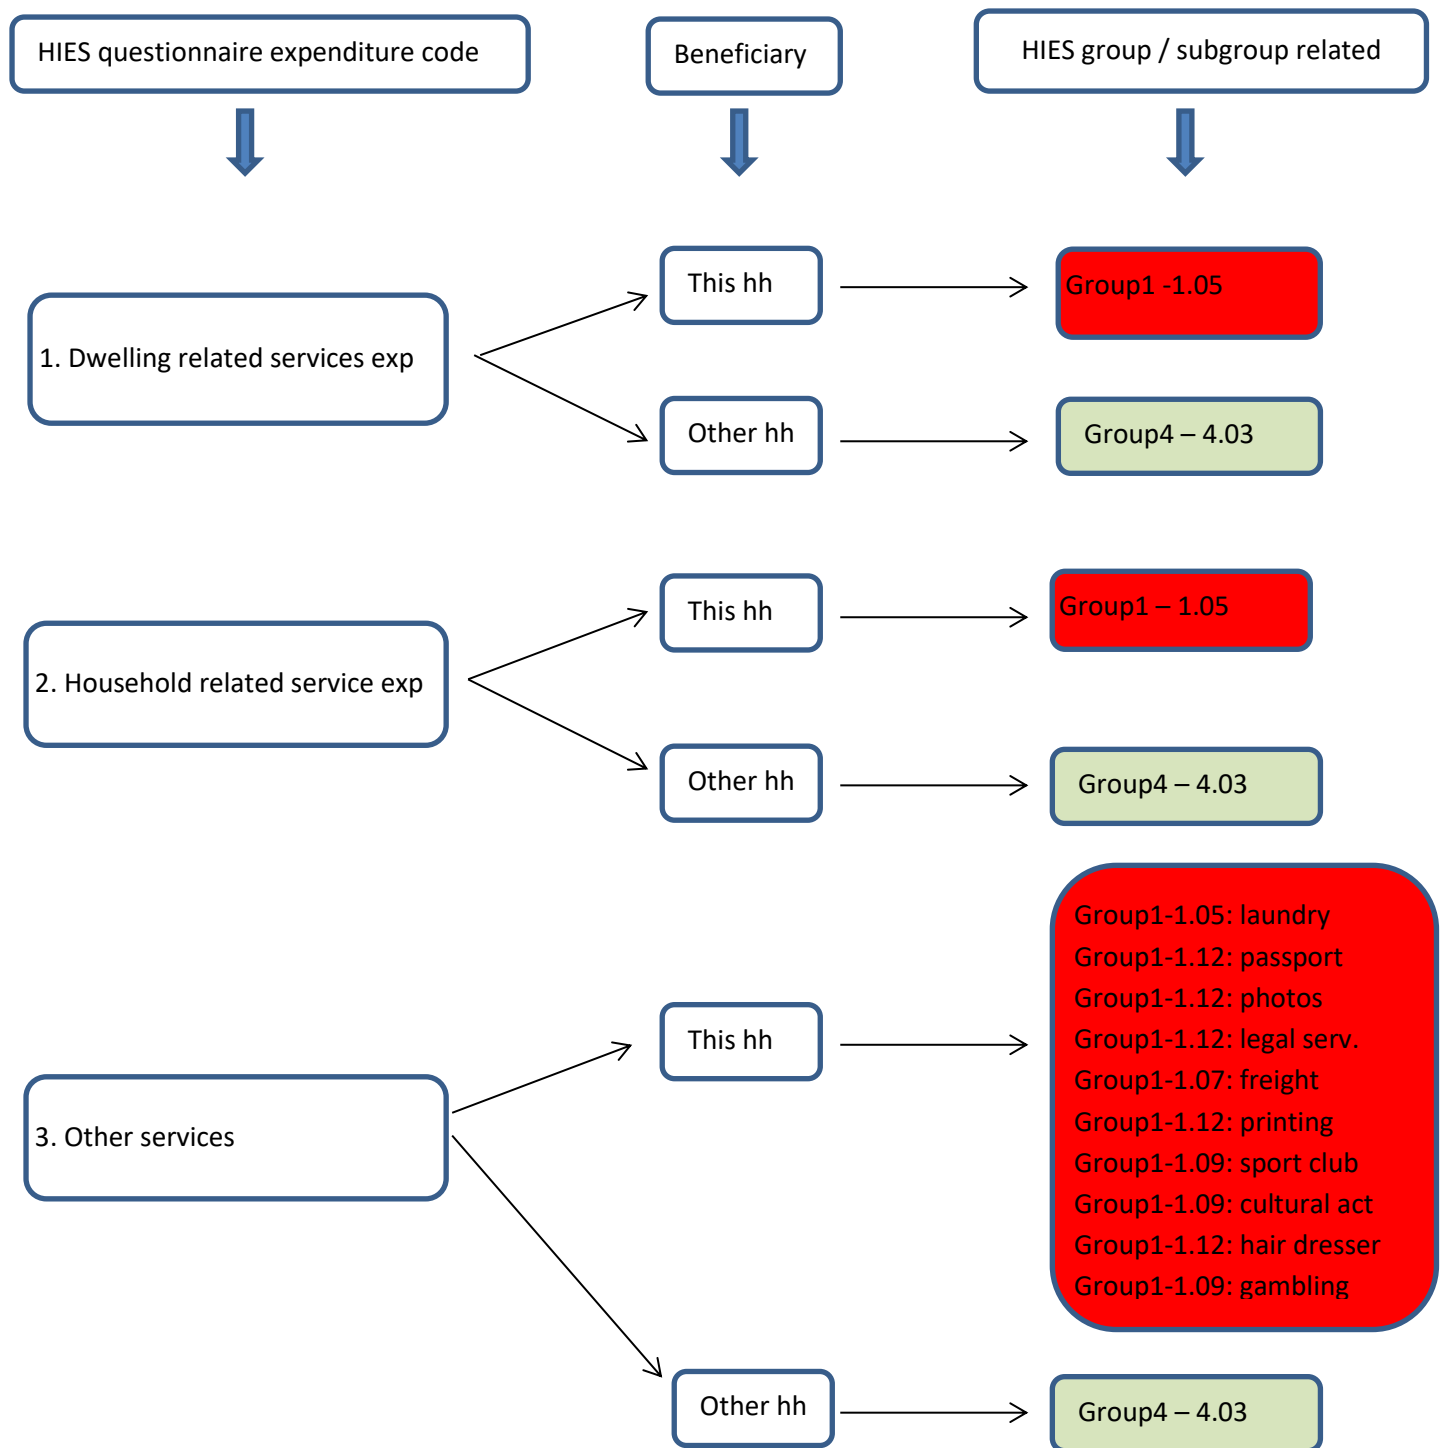 HIES questionnaire expenditure code
Beneficiary
HIES group / subgroup related
This hh
Group1 -1.05
1. Dwelling related services exp
Other hh
Group4 – 4.03
This hh
Group1 – 1.05
2. Household related service exp
Other hh
Group4 – 4.03
Group1-1.05: laundry
Group1-1.12: passport
Group1-1.12: photos
This hh
Group1-1.12: legal serv.
Group1-1.07: freight
Group1-1.12: printing
3. Other services
Group1-1.09: sport club
Group1-1.09: cultural act
Group1-1.12: hair dresser
Group1-1.09: gambling
Other hh
Group4 – 4.03